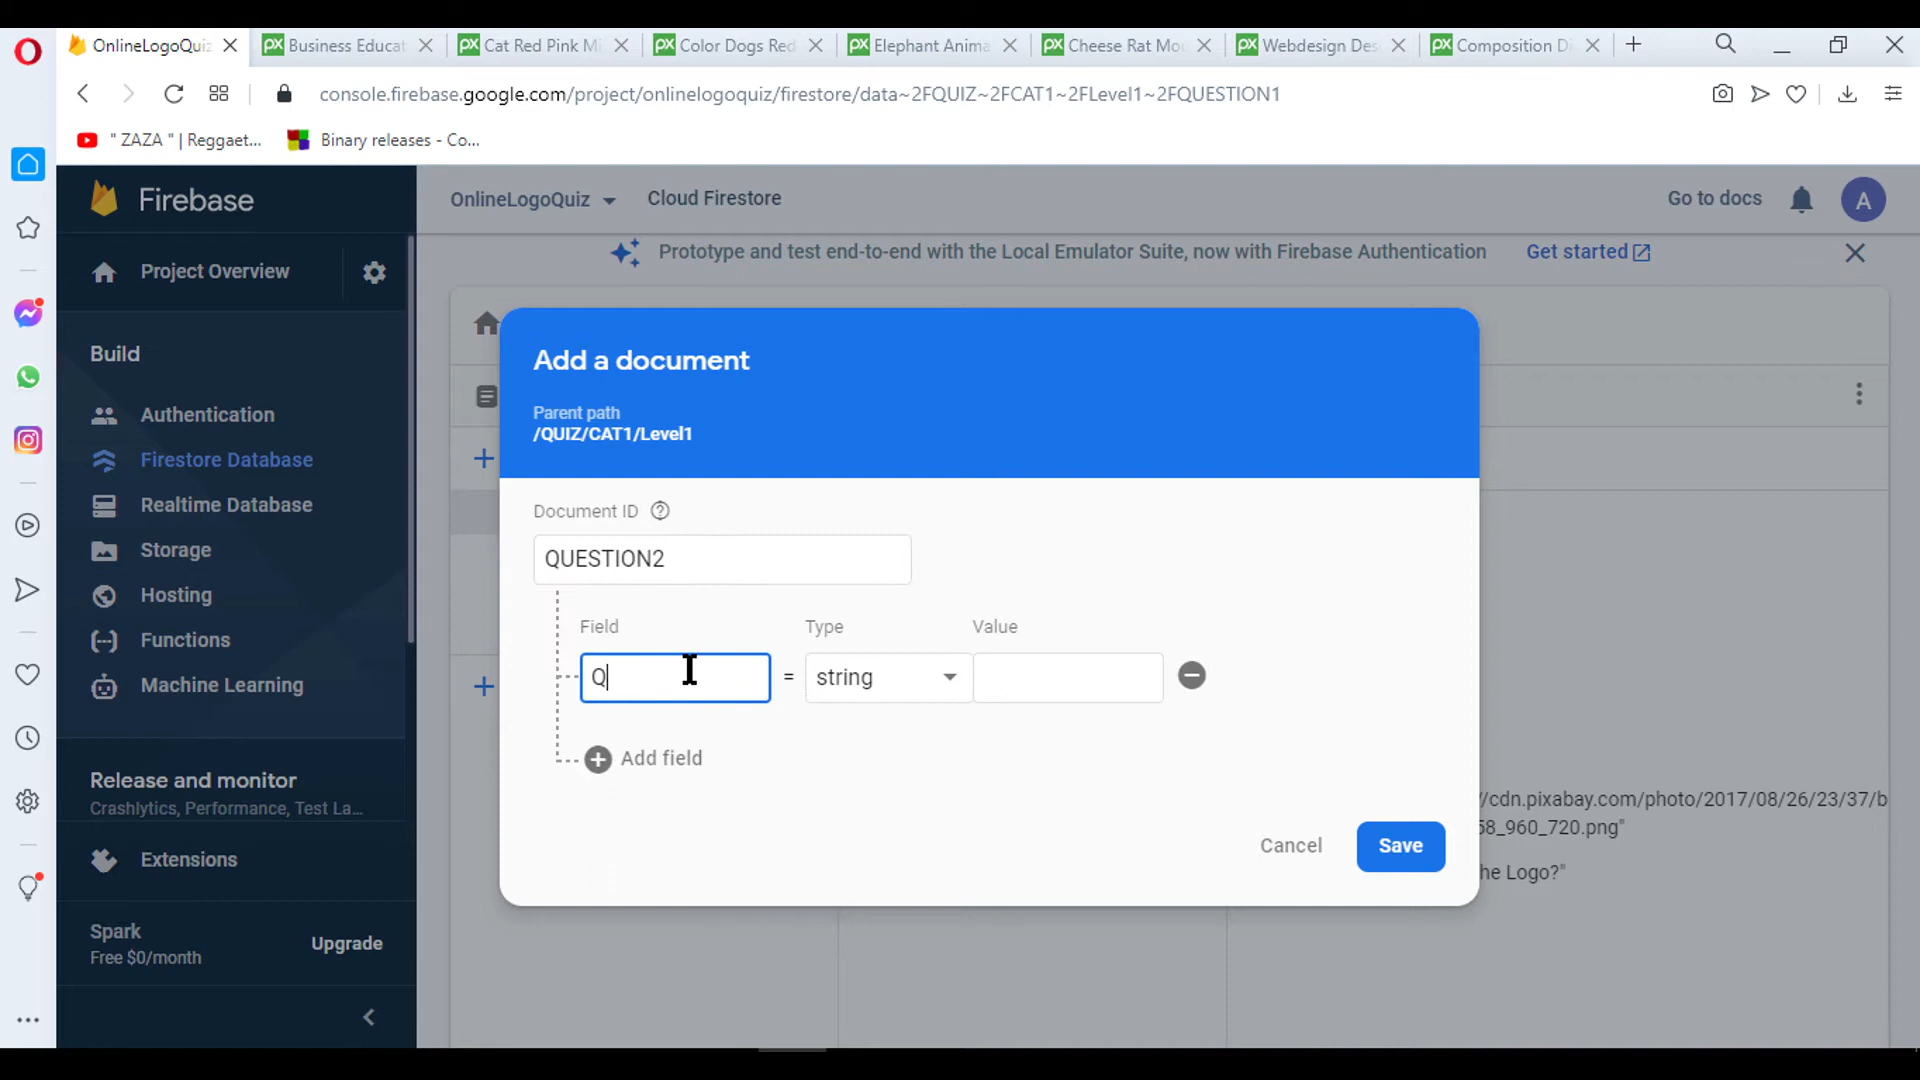 OnlineLogoQuiz
Business Educat
Cat Red Pink Mi
Color Dogs Red
Elephant Anima
Cheese Rat Mou
Webdesign Des
Composition Di
console.firebase.google.com/project/onlinelogoquiz/firestore/data~2FQUIZ~2FCAT1~2FLevel1~2FQUESTION1
" ZAZA " | Reggaet...
Binary releases - Co...
Firebase
OnlineLogoQuiz
Cloud Firestore
Go to docs
A
Prototype and test end-to-end with the Local Emulator Suite, now with Firebase Authentication
Get started
Project Overview
Build
Authentication
Firestore Database
Realtime Database
Storage
Hosting
Functions
Machine Learning
Release and monitor
Crashlytics, Performance, Test La...
Extensions
Spark
Free $0/month
Upgrade
Add a document
Parent path
/QUIZ/CAT1/Level1
Document ID
QUESTION2
Field
Type
Value
Q
=
string
Add field
Cancel
Save
/cdn.pixabay.com/photo/2017/08/26/23/37/b
58_960_720.png"
he Logo?"